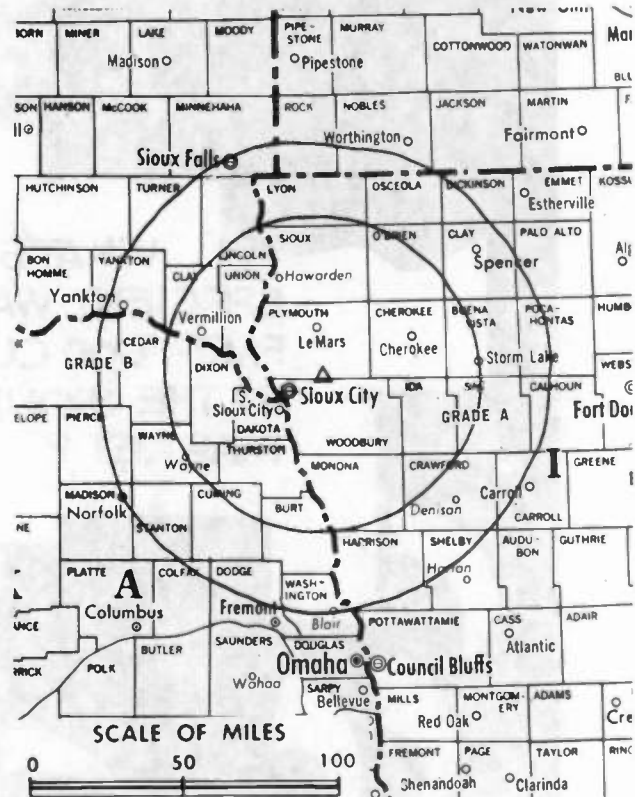 MINER LAKE MOODY PIPE- MURRAY
STONE
COTTONWOOD WATONWAN
Madison Pipestone
HANSON McCOOK MINNEHAHA ROCK NOBLES JACKSON MARTIN
Worthington Fairmont
Sioux Falls
HUTCHINSON TURNER LYON OSCEOLA DICKINSON EMMET
Estherville
SIOUX O'BRIEN CLAY PALO ALTO
BON YANKTON LINCOLN
HOMME CLAY UNION Hawarden Spencer
Yankton Vermillion PLYMOUTH CHEROKEE BUENA POCA-
VISTA HONTAS
Le Mars Cherokee
CEDAR
GRADE B DIXON Storm Lake
Sioux City IDA SAC CALHOUN
S. GRADE A
PIERCE Sioux City
DAKOTA WOODBURY
WAYNE THURSTON
Wayne MONONA CRAWFORD I GREENE
MADISON CUMING Carroll
Norfolk BURT Denison CARROLL
STANTON
HARRISON SHELBY AUDU- GUTHRIE
BON
PLATTE COLFAX DODGE WASH-
INGTON Harlan
A
Columbus Fremont Blair POTTAWATTAMIE CASS ADAIR
BUTLER SAUNDERS DOUGLAS Atlantic
POLK Omaha Council Bluffs
Wahoo SARPY
Bellevue MILLS MONTGOM- ADAMS
ERY
Red Oak
SCALE OF MILES
FREMONT PAGE TAYLOR
0 50 100
Shenandoah Clarinda